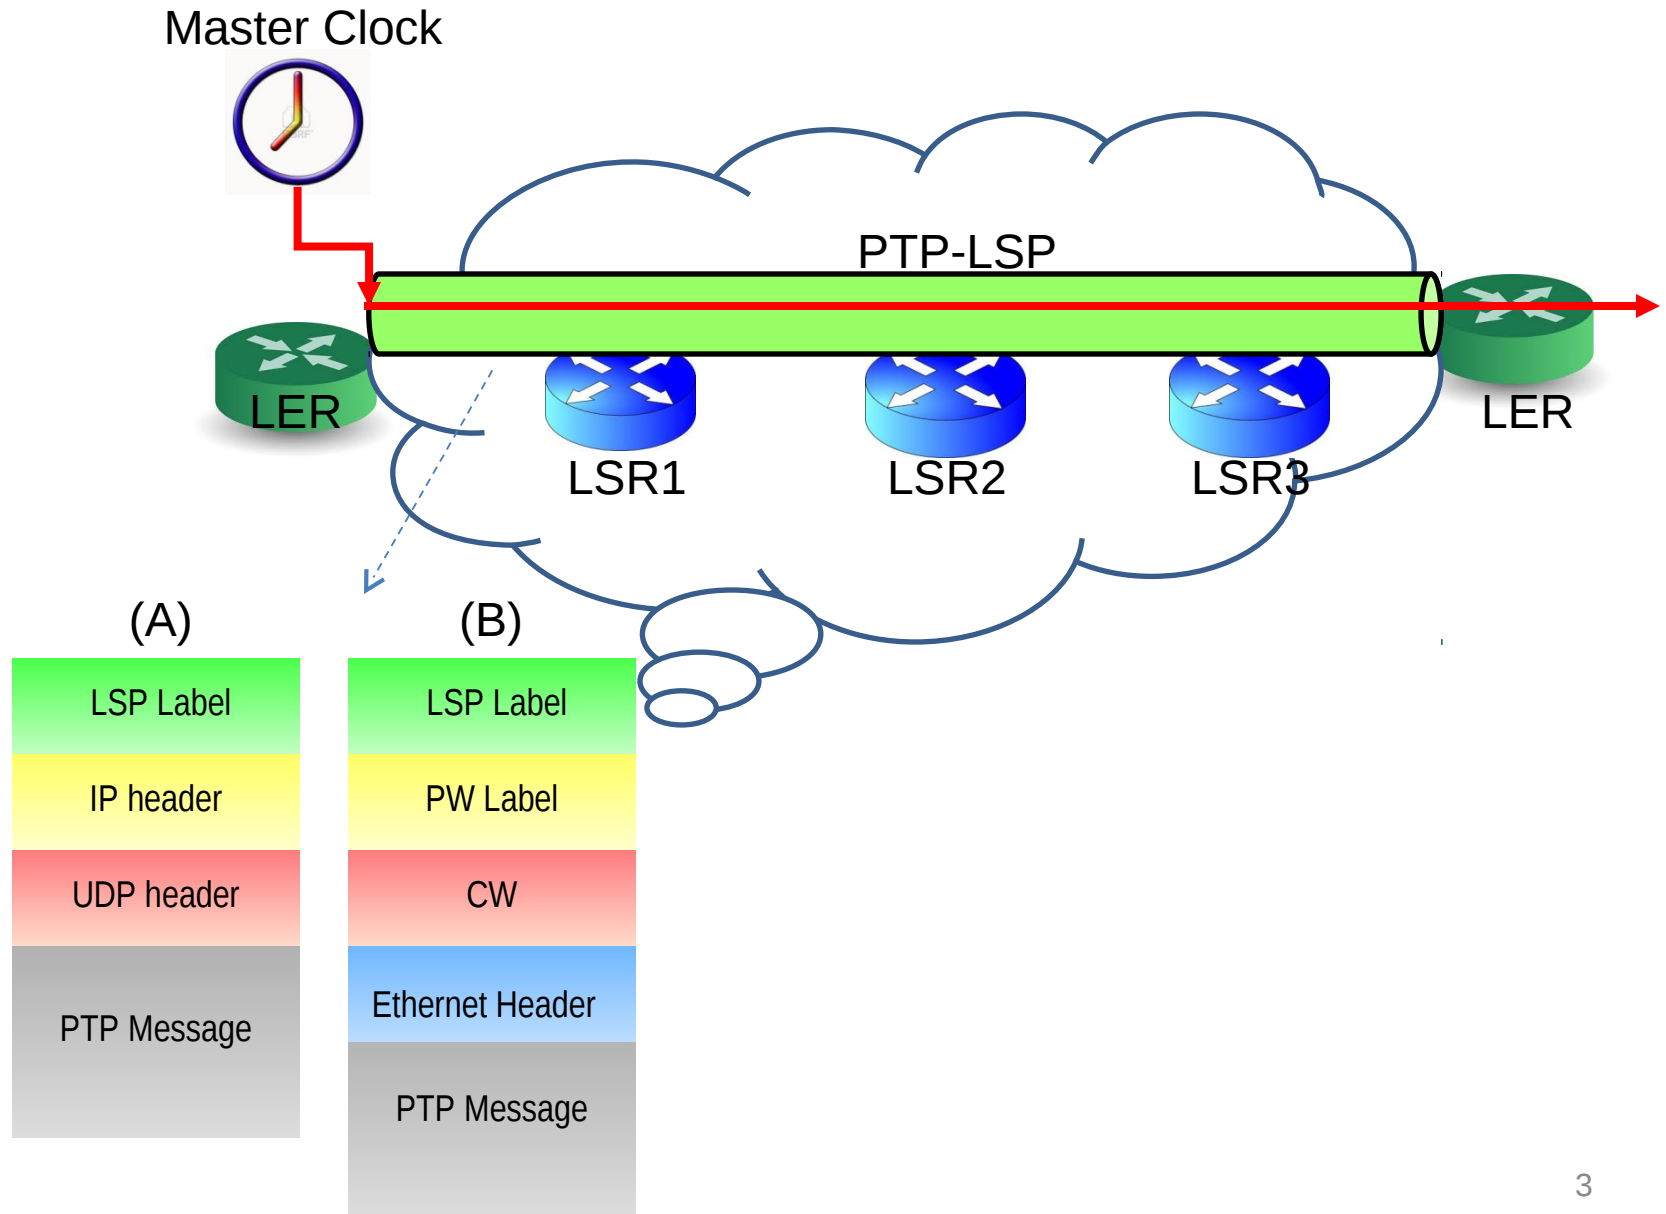 Master Clock
PTP-LSP
LER
LER
LSR1
LSR2
LSR3
(A)
(B)
LSP Label
IP header
UDP header
PTP Message
LSP Label
PW Label
CW
Ethernet Header
PTP Message
3